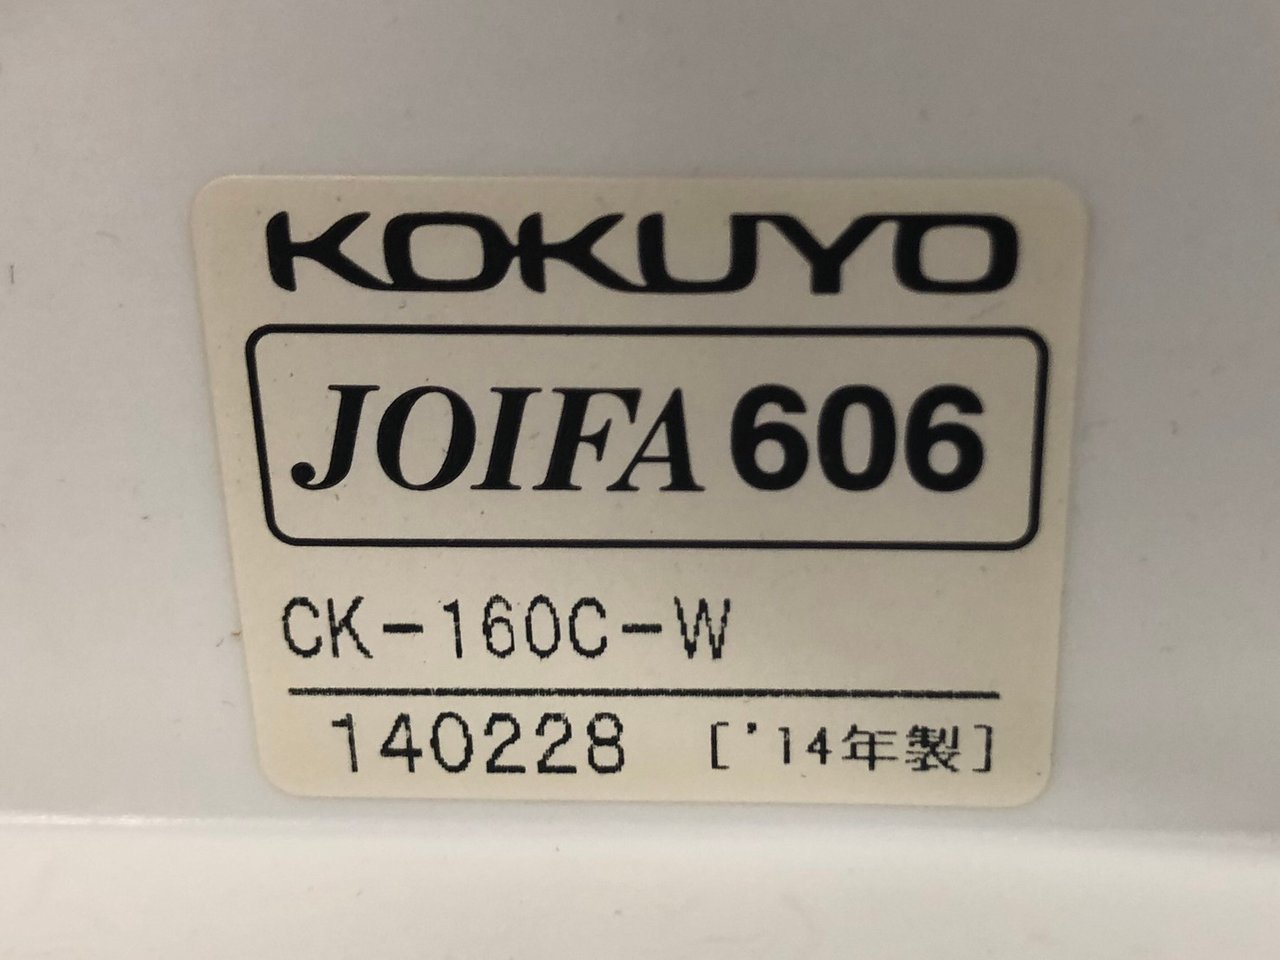 KOKUYO
JOIFA 606
CK-160C-W
140228 ['14年製]